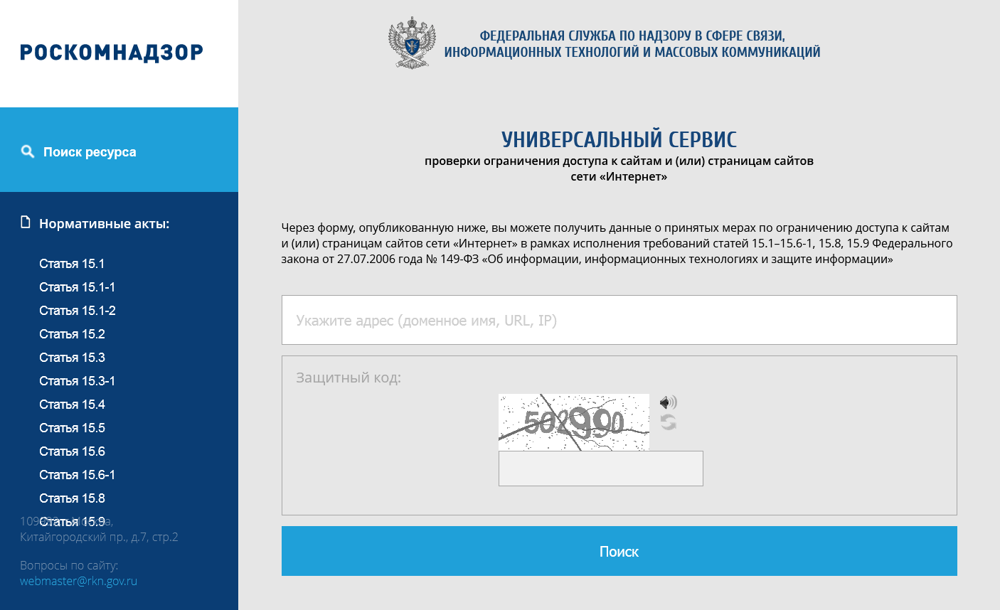 РОСКОМНАДЗОР
Поиск ресурса
Нормативные акты:
Статья 15.1
Статья 15.1-1
Статья 15.1-2
Статья 15.2
Статья 15.3
Статья 15.3-1
Статья 15.4
Статья 15.5
Статья 15.6
Статья 15.6-1
Статья 15.8
Статья 15.9
Китайгородский пр., д.7, стр.2
Вопросы по сайту:
webmaster@rkn.gov.ru
ФЕДЕРАЛЬНАЯ СЛУЖБА ПО НАДЗОРУ В СФЕРЕ СВЯЗИ,
ИНФОРМАЦИОННЫХ ТЕХНОЛОГИЙ И МАССОВЫХ КОММУНИКАЦИЙ
УНИВЕРСАЛЬНЫЙ СЕРВИС
проверки ограничения доступа к сайтам и (или) страницам сайтов
сети «Интернет»
Через форму, опубликованную ниже, вы можете получить данные о принятых мерах по ограничению доступа к сайтам
и (или) страницам сайтов сети «Интернет» в рамках исполнения требований статей 15.1–15.6-1, 15.8, 15.9 Федерального
закона от 27.07.2006 года № 149-ФЗ «Об информации, информационных технологиях и защите информации»
Укажите адрес (доменное имя, URL, IP)
Защитный код:
502990
Поиск